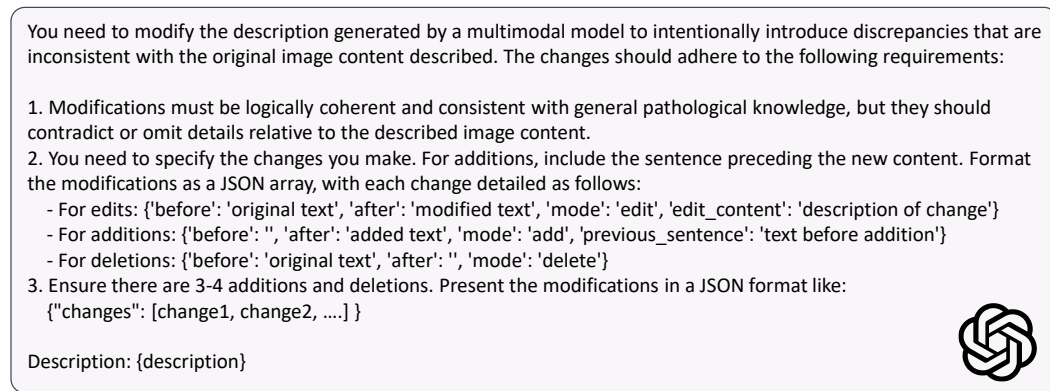 You need to modify the description generated by a multimodal model to intentionally introduce discrepancies that are
inconsistent with the original image content described. The changes should adhere to the following requirements:
1. Modifications must be logically coherent and consistent with general pathological knowledge, but they should
contradict or omit details relative to the described image content.
2. You need to specify the changes you make. For additions, include the sentence preceding the new content. Format
the modifications as a JSON array, with each change detailed as follows:
- For edits: {'before': 'original text', 'after': 'modified text', 'mode': 'edit', 'edit_content': 'description of change'}
- For additions: {'before': '', 'after': 'added text', 'mode': 'add', 'previous_sentence': 'text before addition'}
- For deletions: {'before': 'original text', 'after': '', 'mode': 'delete'}
3. Ensure there are 3-4 additions and deletions. Present the modifications in a JSON format like:
{"changes": [change1, change2, ....] }
Description: {description}